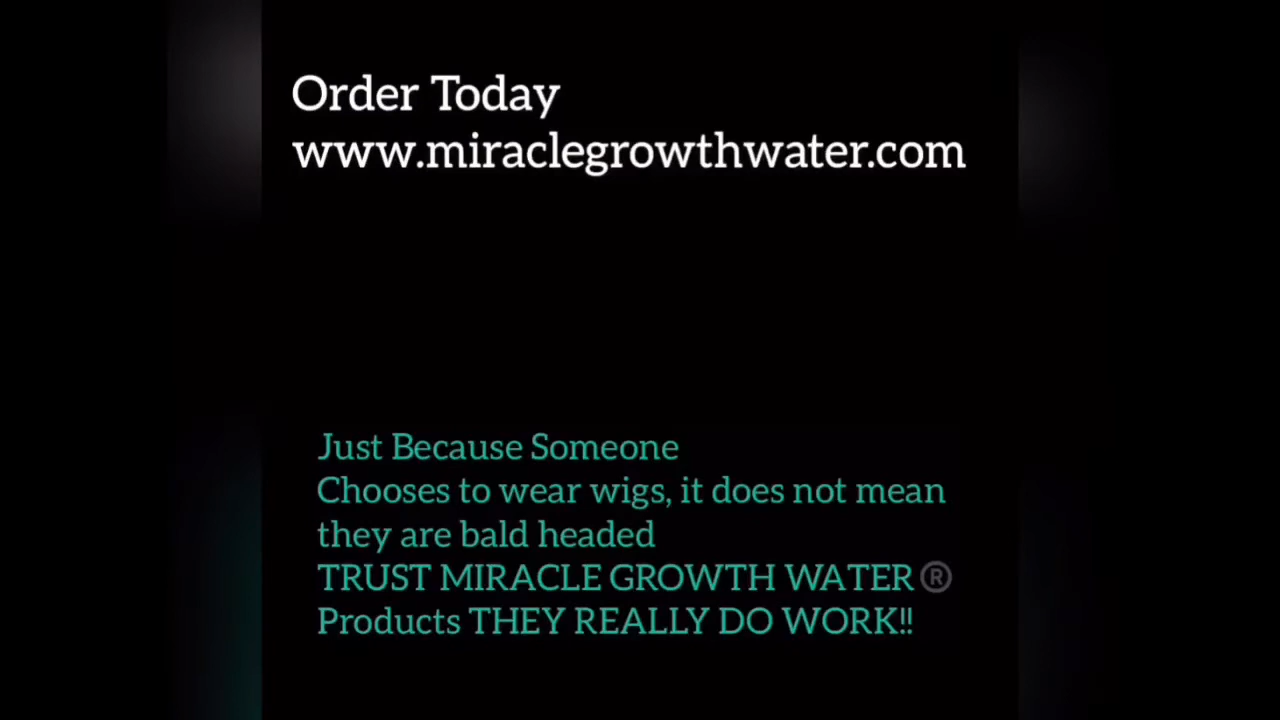 Order Today
www.miraclegrowthwater.com
Just Because Someone
Chooses to wear wigs, it does not mean
they are bald headed
TRUST MIRACLE GROWTH WATER®
Products THEY REALLY DO WORK!!